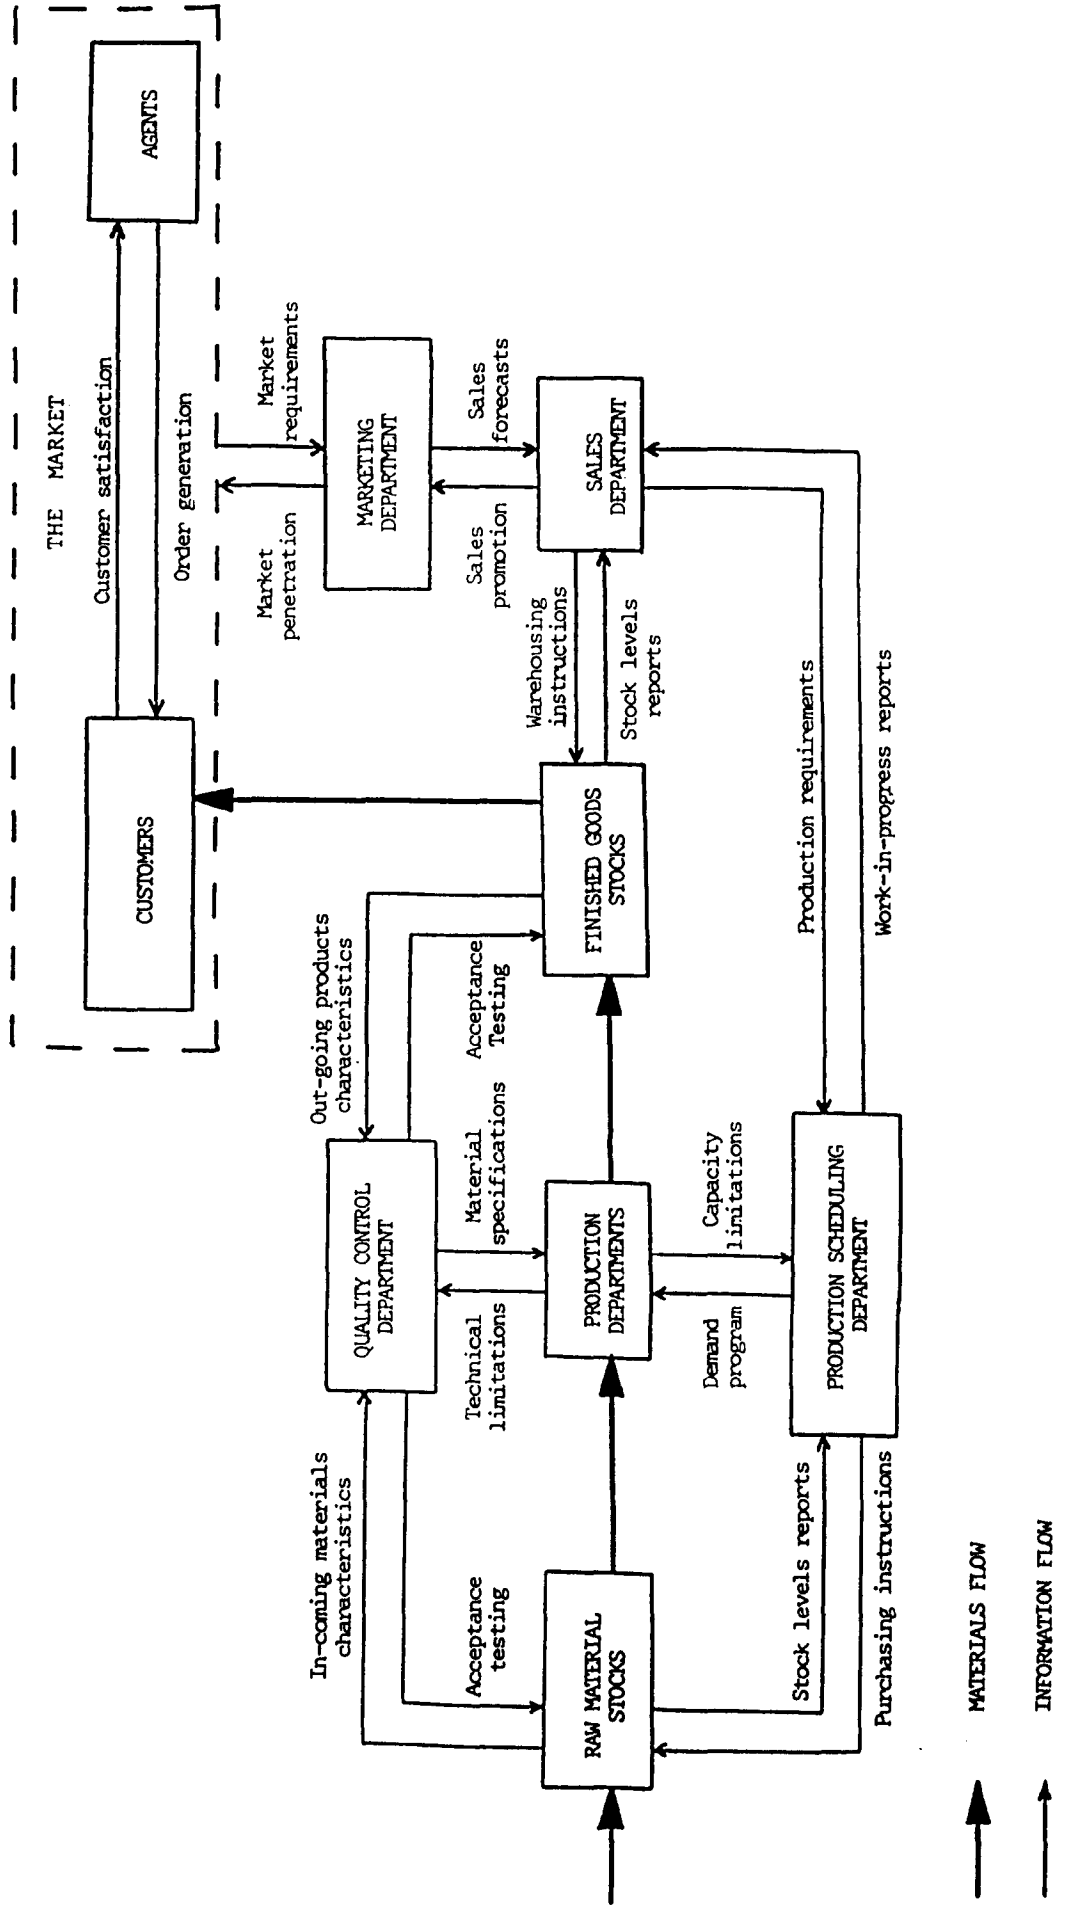 THE MARKET
CUSTOMERS
Customer satisfaction
Order generation
AGENTS
In-coming materials
characteristics
Out-going products
characteristics
Market
penetration
Market
requirements
QUALITY CONTROL
DEPARTMENT
MARKETING
DEPARTMENT
Acceptance
testing
Technical
limitations
Material
specifications
Acceptance
Testing
Sales
promotion
Sales
forecasts
RAW MATERIAL
STOCKS
PRODUCTION
DEPARTMENTS
FINISHED GOODS
STOCKS
Warehousing
instructions
Stock levels
reports
SALES
DEPARTMENT
Demand
program
Capacity
limitations
Stock levels reports
Purchasing instructions
PRODUCTION SCHEDULING
DEPARTMENT
Production requirements
Work-in-progress reports
MATERIALS FLOW
INFORMATION FLOW